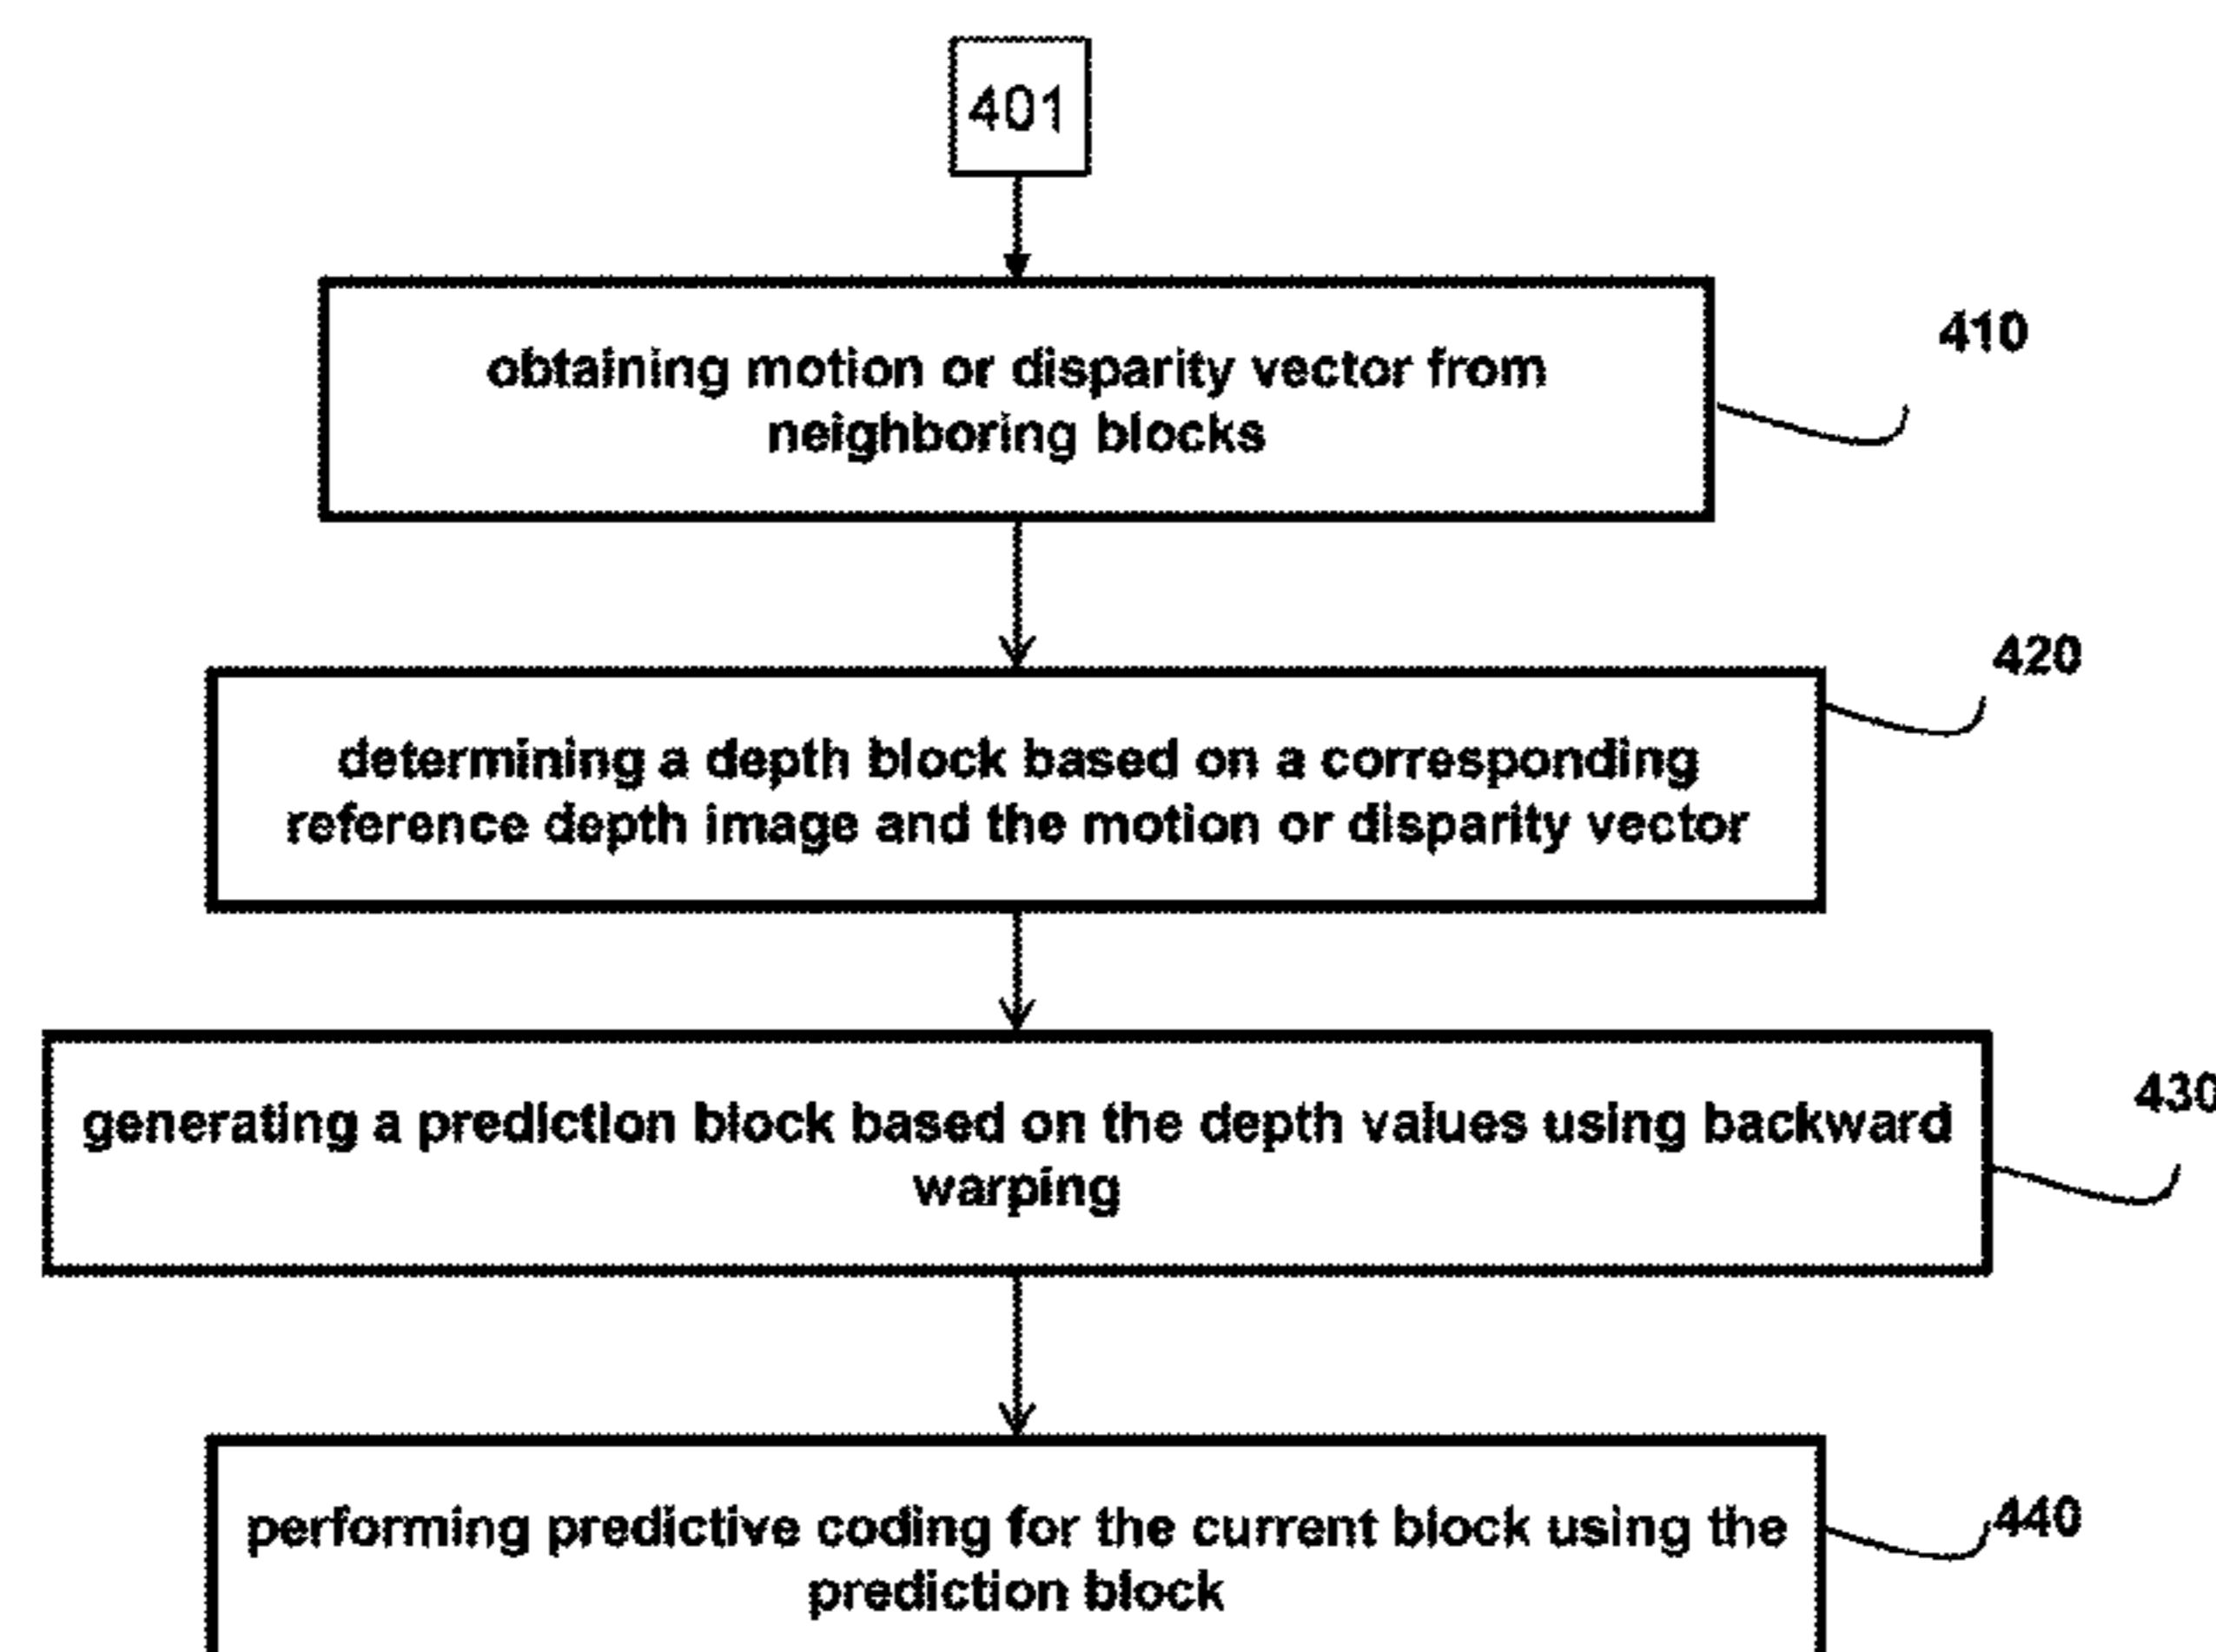 401
obtaining motion or disparity vector from
neighboring blocks
410
420
determining a depth block based on a corresponding
reference depth image and the motion or disparity vector
430
generating a prediction block based on the depth values using backward
warping
440
performing predictive coding for the current block using the
prediction block